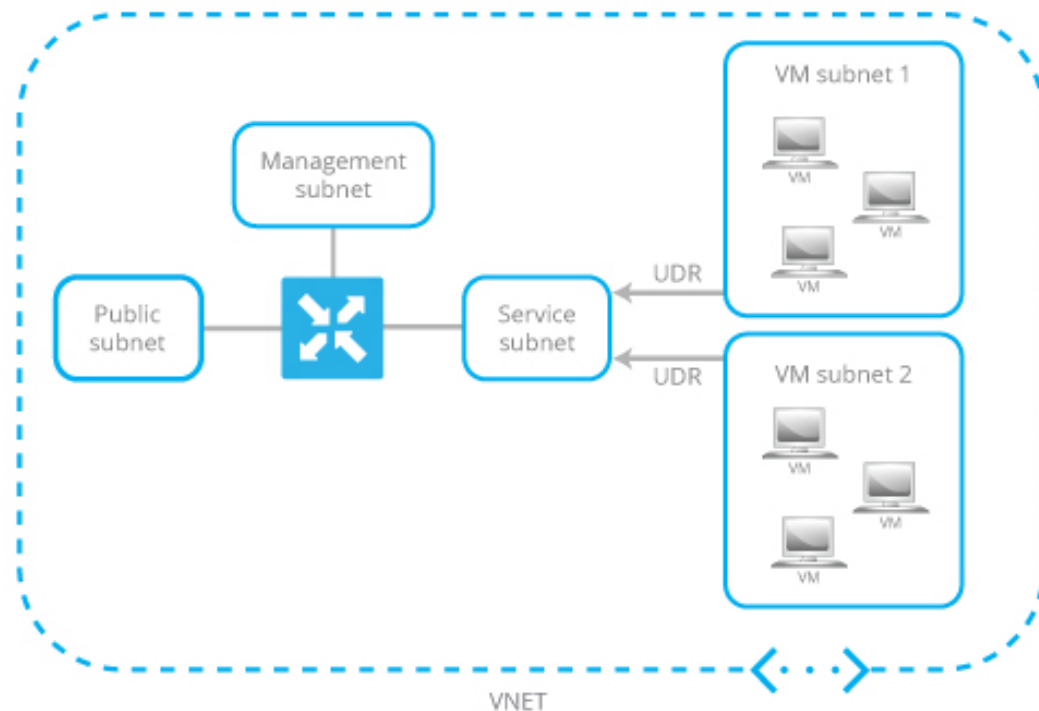 VM subnet 1
VM
VM
VM
Management
subnet
Public
subnet
Service
subnet
UDR
UDR
VM subnet 2
VM
VM
VM
VNET